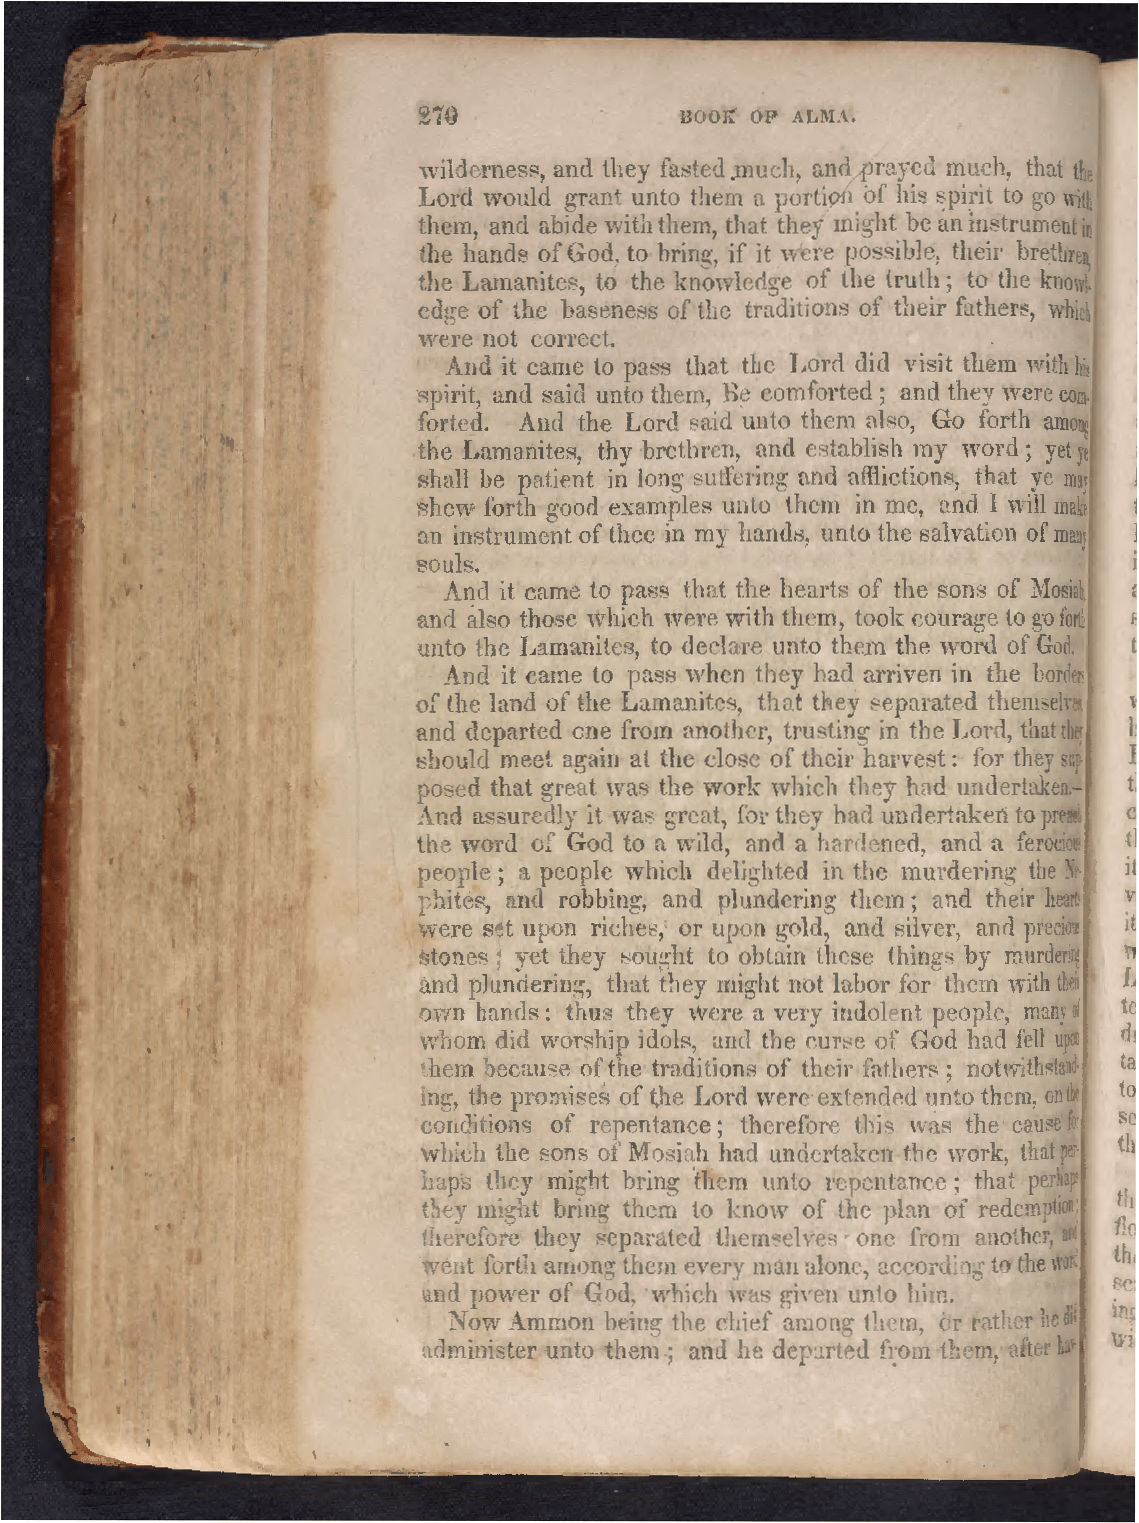 270 BOOK OF ALMA.
wilderness, and they fasted much, and prayed much, that the
Lord would grant unto them a portion of his spirit to go with
them, and abide with them, that they might be an instrument in
the hands of God, to bring, if it were possible, their brethren,
the Lamanites, to the knowledge of the truth; to the knowl-
edge of the baseness of the traditions of their fathers, which
were not correct.
And it came to pass that the Lord did visit them with his
spirit, and said unto them, Be comforted; and they were com-
forted. And the Lord said unto them also, Go forth among
the Lamanites, thy brethren, and establish my word; yet ye
shall be patient in long suffering and afflictions, that ye may
shew forth good examples unto them in me, and I will make
an instrument of thee in my hands, unto the salvation of many
souls.
And it came to pass that the hearts of the sons of Mosiah,
and also those which were with them, took courage to go forth
unto the Lamanites, to declare unto them the word of God.
And it came to pass when they had arriven in the borders
of the land of the Lamanites, that they separated themselves
and departed one from another, trusting in the Lord, that they
should meet again at the close of their harvest: for they sup-
posed that great was the work which they had undertaken.—
And assuredly it was great, for they had undertaken to preach
the word of God to a wild, and a hardened, and a ferocious
people; a people which delighted in the murdering the Ne-
phites, and robbing, and plundering them; and their hearts
were set upon riches, or upon gold, and silver, and precious
stones; yet they sought to obtain these things by murdering
and plundering, that they might not labor for them with their
own hands: thus they were a very indolent people, many of
whom did worship idols, and the curse of God had fell upon
them because of the traditions of their fathers; notwithstand-
ing, the promises of the Lord were extended unto them, on the
conditions of repentance; therefore this was the cause for
which the sons of Mosiah had undertaken the work, that per-
haps they might bring them unto repentance; that perhaps
they might bring them to know of the plan of redemption:
therefore they separated themselves one from another, and
went forth among them every man alone, according to the word
and power of God, which was given unto him.
Now Ammon being the chief among them, or rather he did
administer unto them; and he departed from them, after hav-